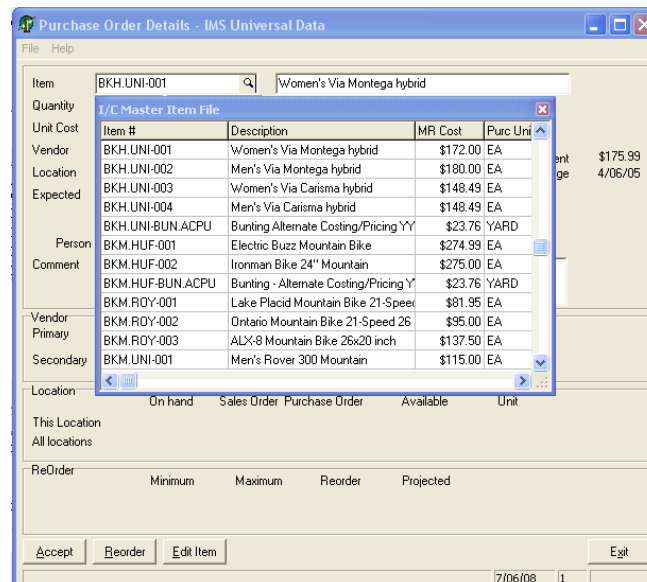 Purchase Order Details - IMS Universal Data
File Help
Item BKH.UNI-001 Women's Via Montega hybrid
Quantity
Unit Cost
Vendor
Location
Expected
Person
Comment
ent $175.99
ge 4/06/05
I/C Master Item File
Item # Description MR Cost Purc Uni
BKH.UNI-001 Women's Via Montega hybrid $172.00 EA
BKH.UNI-002 Men's Via Montega hybrid $180.00 EA
BKH.UNI-003 Women's Via Carisma hybrid $148.49 EA
BKH.UNI-004 Men's Via Carisma hybrid $148.49 EA
BKH.UNI-BUN.ACPU Bunting Alternate Costing/Pricing YY $23.76 YARD
BKM.HUF-001 Electric Buzz Mountain Bike $274.99 EA
BKM.HUF-002 Ironman Bike 24" Mountain $275.00 EA
BKM.HUF-BUN.ACPU Bunting - Alternate Costing/Pricing Y $23.76 YARD
BKM.ROY-001 Lake Placid Mountain Bike 21-Speed $81.95 EA
BKM.ROY-002 Ontario Mountain Bike 21-Speed 26 $95.00 EA
BKM.ROY-003 ALX-8 Mountain Bike 26x20 inch $137.50 EA
BKM.UNI-001 Men's Rover 300 Mountain $115.00 EA
Vendor
Primary
Secondary
Location
On hand Sales Order Purchase Order Available Unit
This Location
All locations
ReOrder
Minimum Maximum Reorder Projected
Accept Reorder Edit Item Exit
7/06/08 1